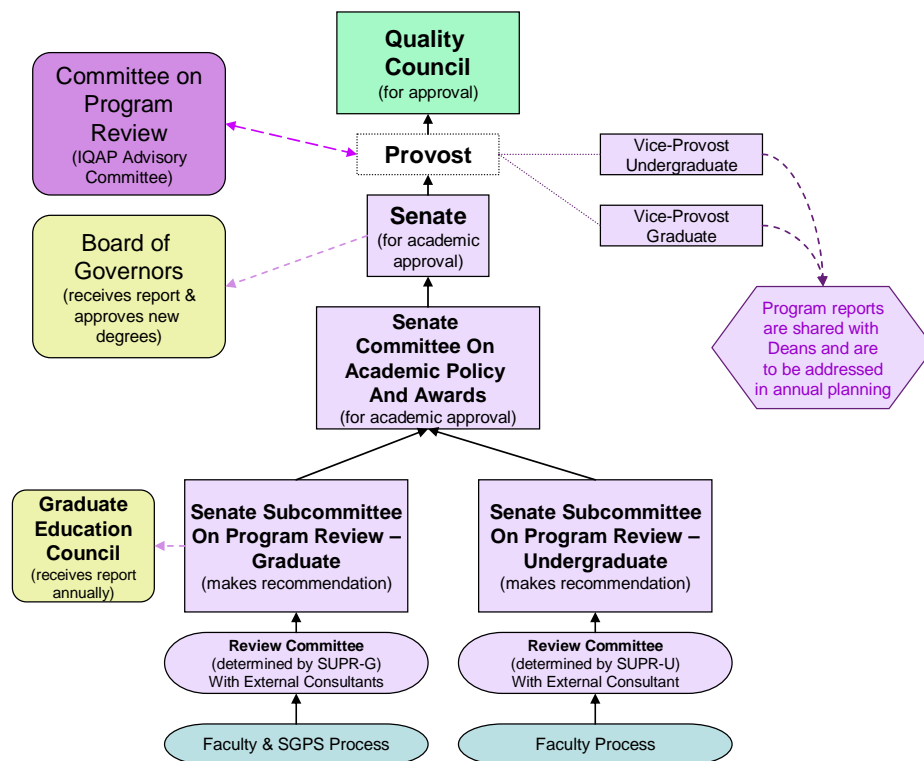 Quality
Council
(for approval)
Committee on
Program
Review
(IQAP Advisory
Committee)
Provost
Vice-Provost
Undergraduate
Vice-Provost
Graduate
Senate
(for academic
approval)
Board of
Governors
(receives report &
approves new
degrees)
Program reports
are shared with
Deans and are
to be addressed
in annual planning
Senate
Committee On
Academic Policy
And Awards
(for academic approval)
Graduate
Education
Council
(receives report
annually)
Senate Subcommittee
On Program Review –
Graduate
(makes recommendation)
Senate Subcommittee
On Program Review –
Undergraduate
(makes recommendation)
Review Committee
(determined by SUPR-G)
With External Consultants
Review Committee
(determined by SUPR-U)
With External Consultant
Faculty & SGPS Process
Faculty Process